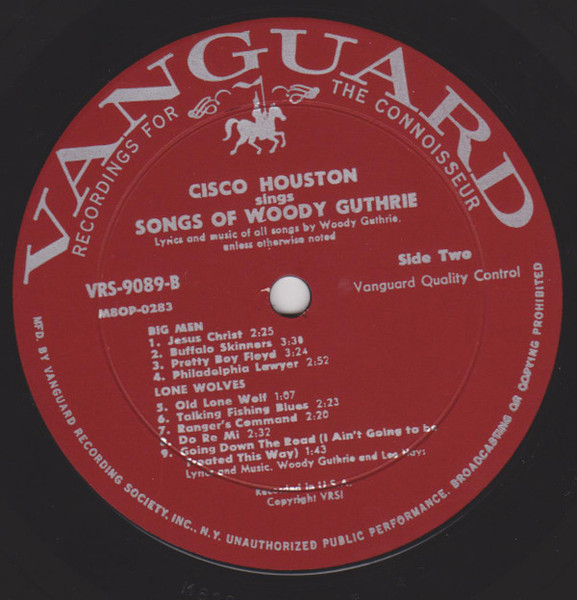 VANGUARD
RECORDINGS FOR THE CONNOISSEUR
CISCO HOUSTON
sings
SONGS OF WOODY GUTHRIE
Lyrics and music of all songs by Woody Guthrie,
unless otherwise noted
Side Two
VRS-9089-B
Vanguard Quality Control
M8OP-0283
BIG MEN
1. Jesus Christ 2:25
2. Buffalo Skinners 3:30
3. Pretty Boy Floyd 3:24
4. Philadelphia Lawyer 2:52
LONE WOLVES
5. Old Lone Wolf 1:07
6. Talking Fishing Blues 2:23
7. Ranger's Command 2:20
8. Do Re Mi 2:32
9. Going Down The Road (I Ain't Going to be
Treated This Way) 1:43
Lyrics and Music, Woody Guthrie and Lee Hays
Recorded in U.S.A.
Copyright VRSI
MFD. BY VANGUARD RECORDING SOCIETY, INC., N.Y. UNAUTHORIZED PUBLIC PERFORMANCE, BROADCASTING OR COPYING PROHIBITED